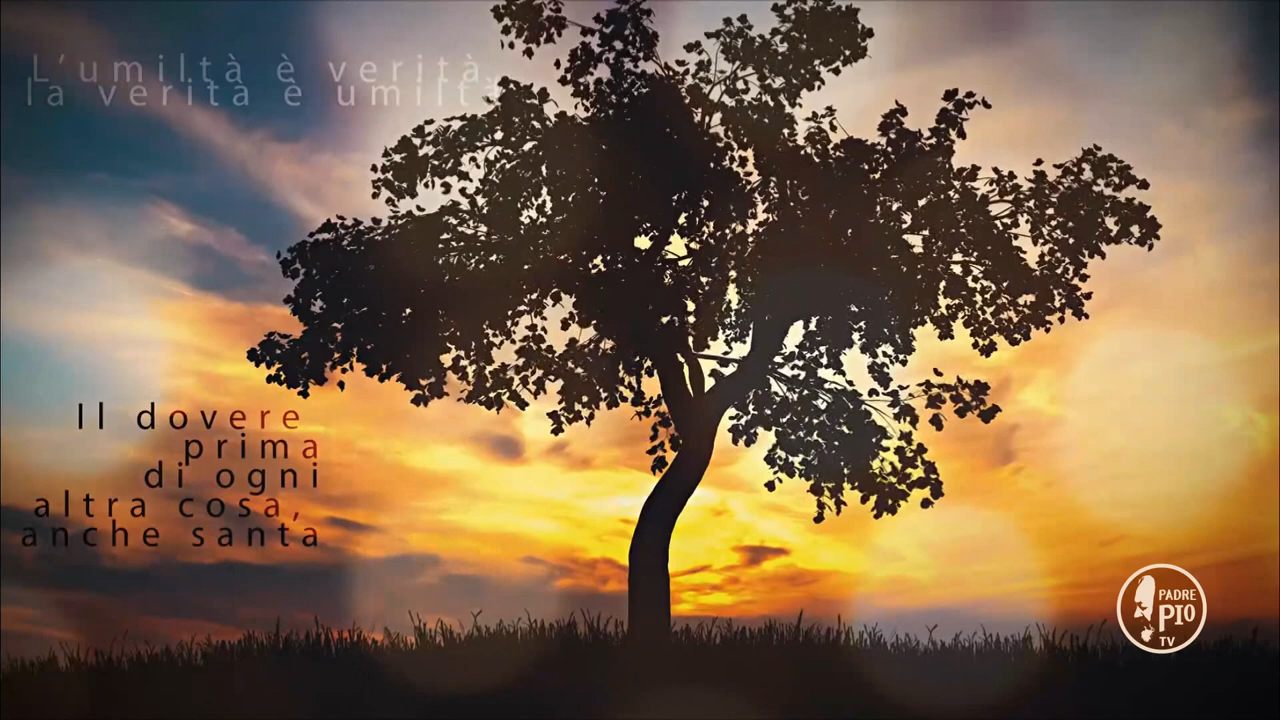 L'umiltà è verità,
la verità è umiltà
Il dovere
prima
di ogni
altra cosa,
anche santa
PADRE
PIO
TV